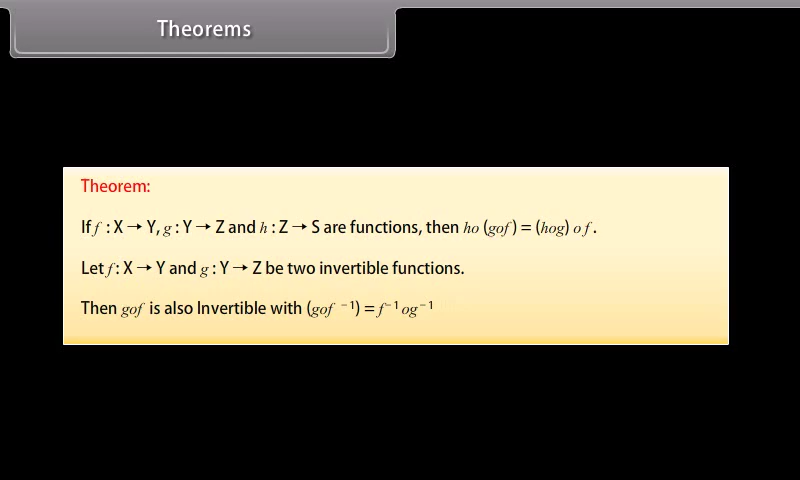 Theorems
Theorem:
If f : X → Y, g : Y → Z and h : Z → S are functions, then ho (gof) = (hog) o f.
Let f : X → Y and g : Y → Z be two invertible functions.
Then gof is also Invertible with (gof ⁻¹) = f⁻¹ og⁻¹